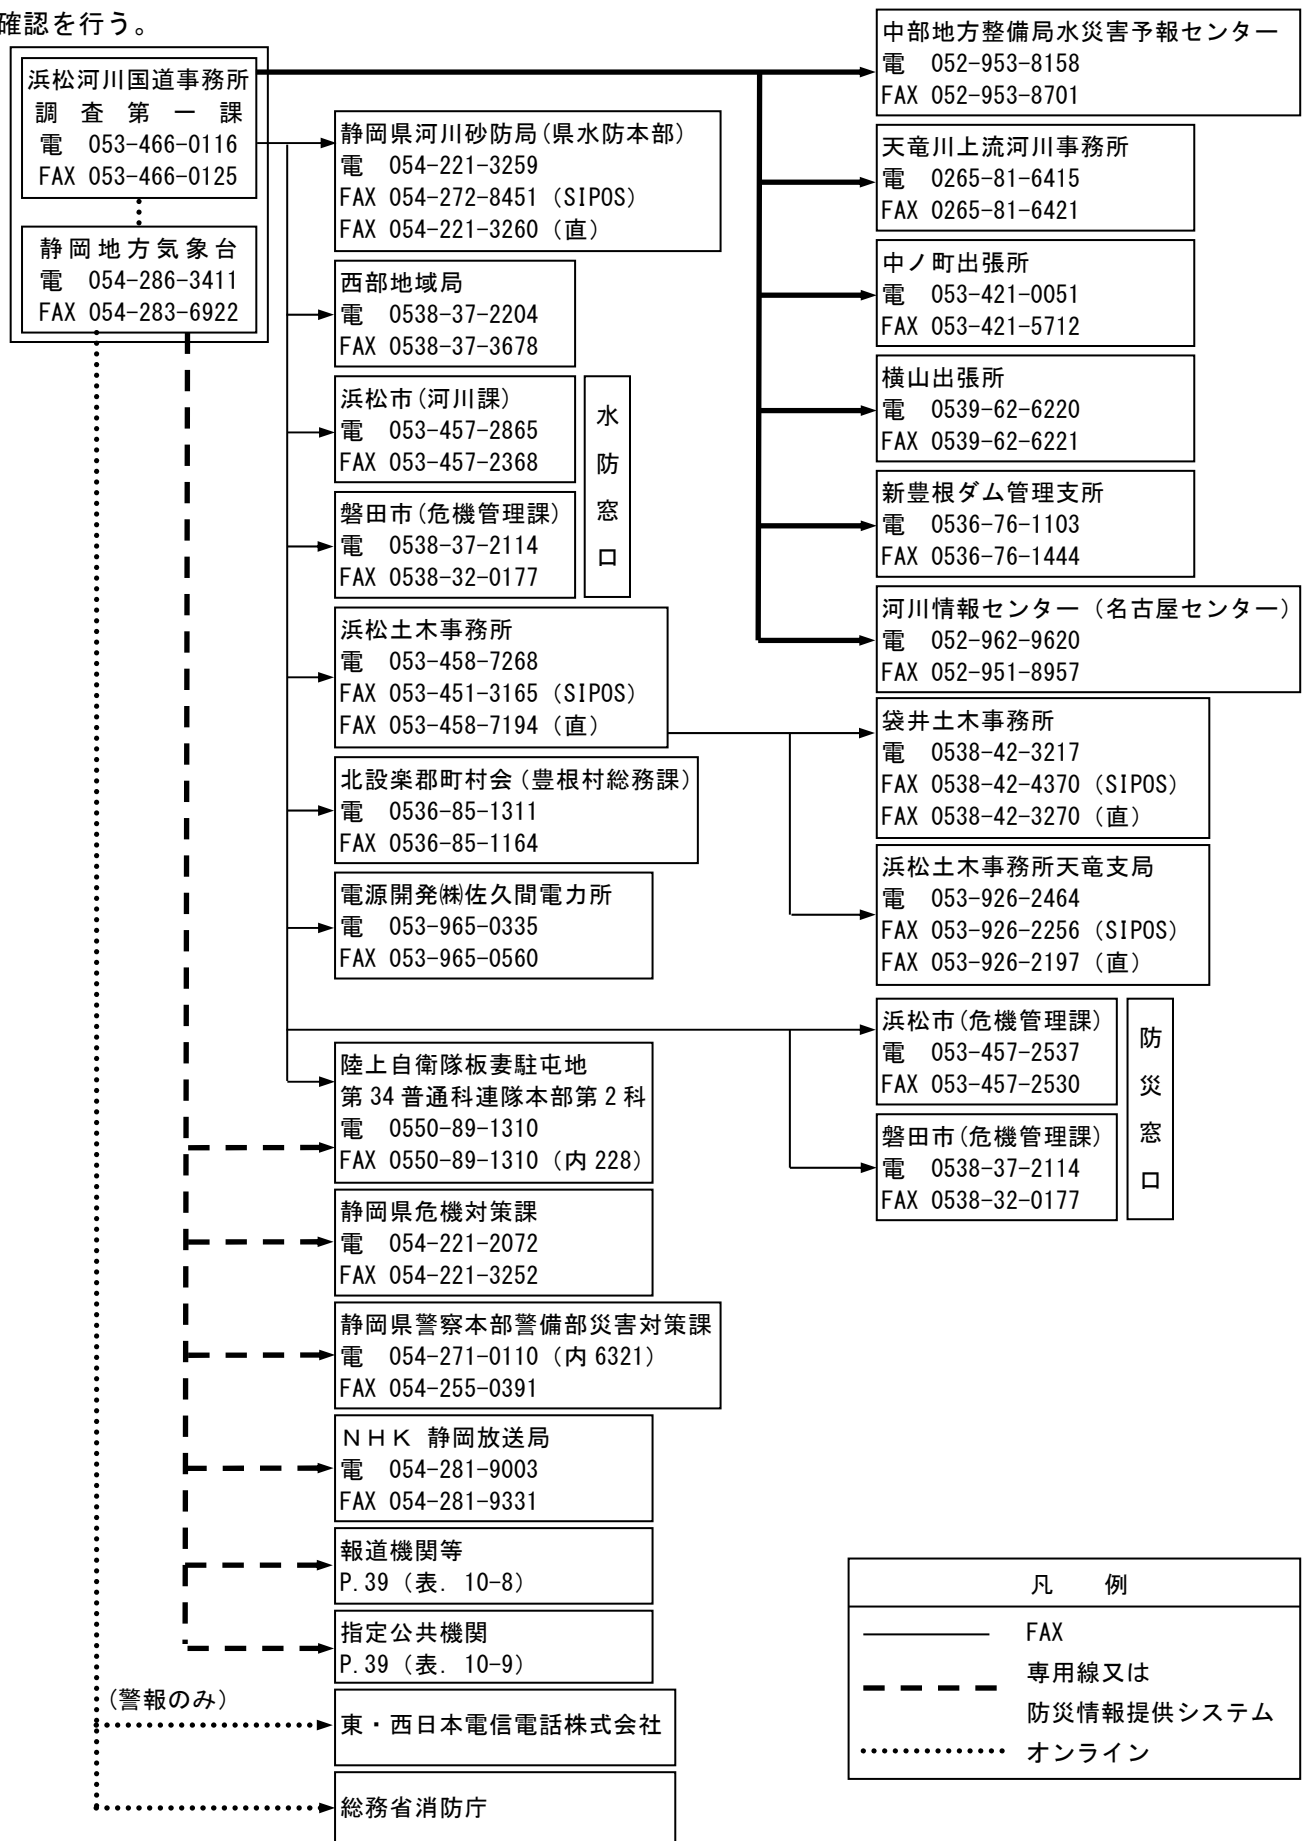 確認を行う。
浜松河川国道事務所
調査第一課
電 053-466-0116
FAX 053-466-0125
静岡地方気象台
電 054-286-3411
FAX 054-283-6922
静岡県河川砂防局(県水防本部)
電 054-221-3259
FAX 054-272-8451（SIPOS）
FAX 054-221-3260（直）
西部地域局
電 0538-37-2204
FAX 0538-37-3678
浜松市(河川課)
電 053-457-2865
FAX 053-457-2368
磐田市(危機管理課)
電 0538-37-2114
FAX 0538-32-0177
水防窓口
浜松土木事務所
電 053-458-7268
FAX 053-451-3165（SIPOS）
FAX 053-458-7194（直）
北設楽郡町村会(豊根村総務課)
電 0536-85-1311
FAX 0536-85-1164
電源開発㈱佐久間電力所
電 053-965-0335
FAX 053-965-0560
陸上自衛隊板妻駐屯地
第34普通科連隊本部第2科
電 0550-89-1310
FAX 0550-89-1310（内228）
静岡県危機対策課
電 054-221-2072
FAX 054-221-3252
静岡県警察本部警備部災害対策課
電 054-271-0110（内6321）
FAX 054-255-0391
ＮＨＫ 静岡放送局
電 054-281-9003
FAX 054-281-9331
報道機関等
P.39（表. 10-8）
指定公共機関
P.39（表. 10-9）
(警報のみ)
東・西日本電信電話株式会社
総務省消防庁
中部地方整備局水災害予報センター
電 052-953-8158
FAX 052-953-8701
天竜川上流河川事務所
電 0265-81-6415
FAX 0265-81-6421
中ノ町出張所
電 053-421-0051
FAX 053-421-5712
横山出張所
電 0539-62-6220
FAX 0539-62-6221
新豊根ダム管理支所
電 0536-76-1103
FAX 0536-76-1444
河川情報センター（名古屋センター）
電 052-962-9620
FAX 052-951-8957
袋井土木事務所
電 0538-42-3217
FAX 0538-42-4370（SIPOS）
FAX 0538-42-3270（直）
浜松土木事務所天竜支局
電 053-926-2464
FAX 053-926-2256（SIPOS）
FAX 053-926-2197（直）
浜松市(危機管理課)
電 053-457-2537
FAX 053-457-2530
磐田市(危機管理課)
電 0538-37-2114
FAX 0538-32-0177
防災窓口
凡 例
FAX
専用線又は
防災情報提供システム
オンライン